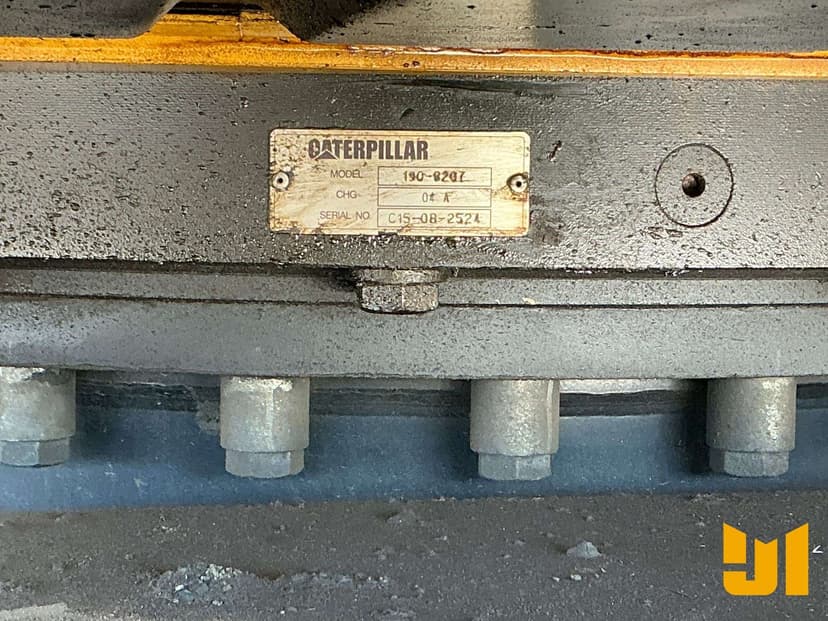 CATERPILLAR
MODEL 190-8207
CHG 04 A
SERIAL NO. C15-08-2524